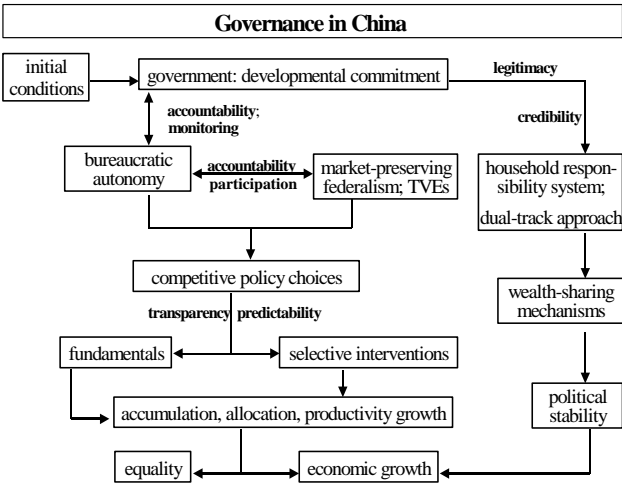 Governance in China
initial
conditions
government: developmental commitment
legitimacy
accountability;
monitoring
credibility
bureaucratic
autonomy
accountability
participation
market-preserving
federalism; TVEs
household respon-
sibility system;
dual-track approach
competitive policy choices
transparency predictability
wealth-sharing
mechanisms
fundamentals
selective interventions
accumulation, allocation, productivity growth
political
stability
equality
economic growth